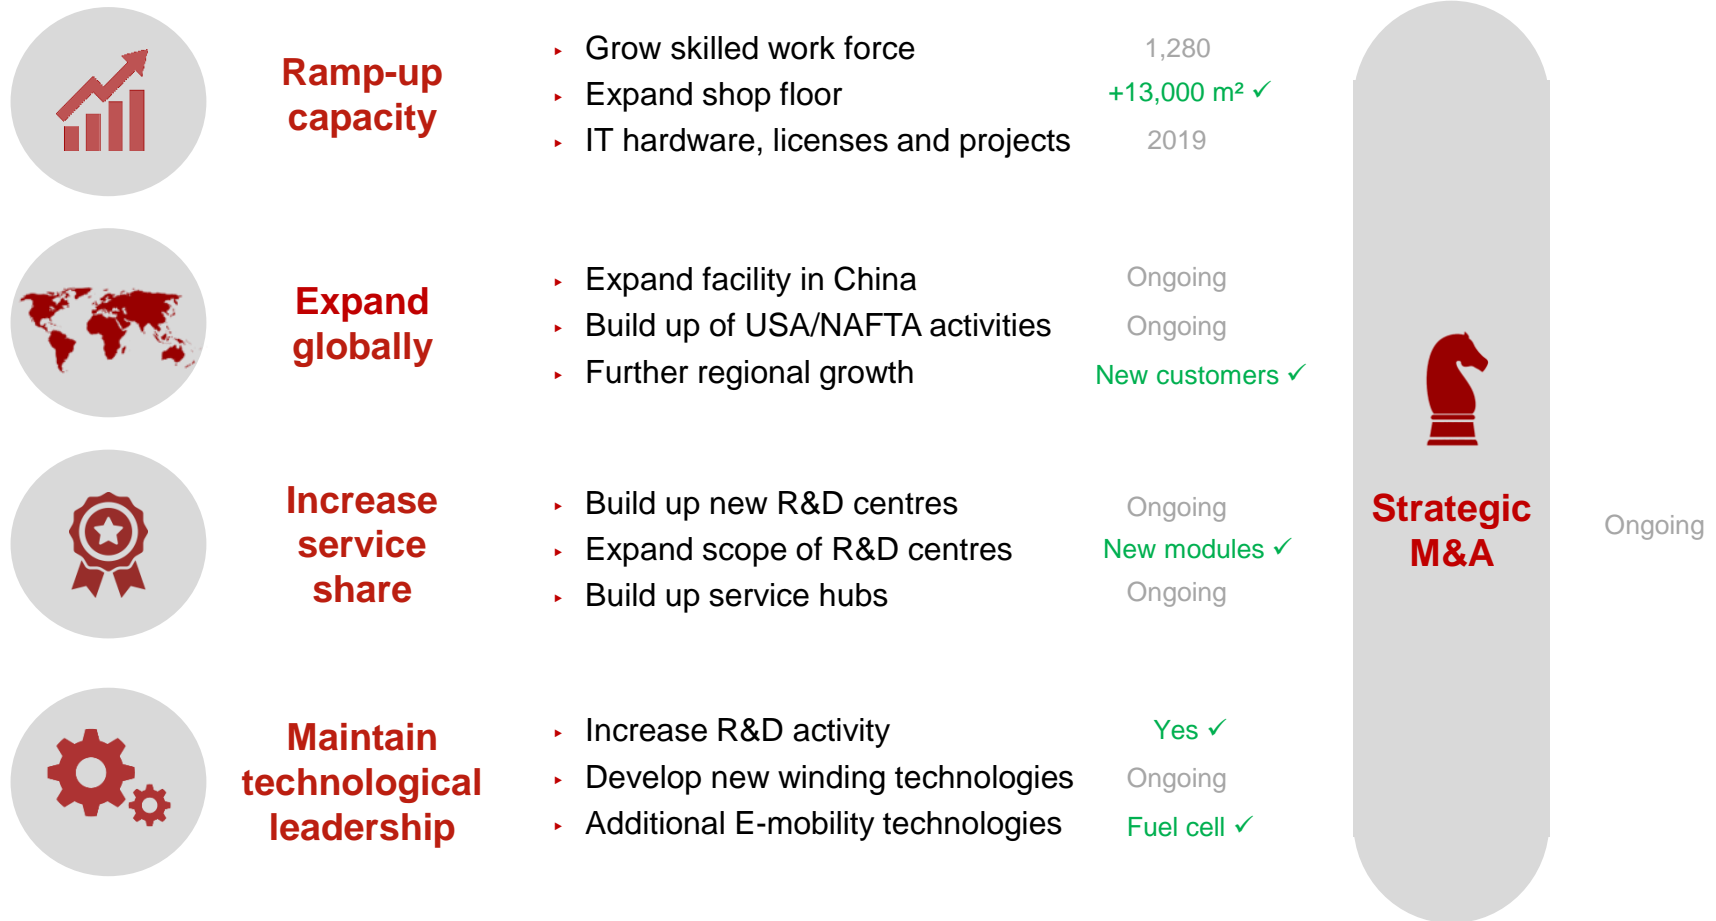 Ramp-up
capacity
▸ Grow skilled work force 1,280
▸ Expand shop floor +13,000 m² ✓
▸ IT hardware, licenses and projects 2019
Expand
globally
▸ Expand facility in China Ongoing
▸ Build up of USA/NAFTA activities Ongoing
▸ Further regional growth New customers ✓
Increase
service
share
▸ Build up new R&D centres Ongoing
▸ Expand scope of R&D centres New modules ✓
▸ Build up service hubs Ongoing
Maintain
technological
leadership
▸ Increase R&D activity Yes ✓
▸ Develop new winding technologies Ongoing
▸ Additional E-mobility technologies Fuel cell ✓
Strategic
M&A
Ongoing